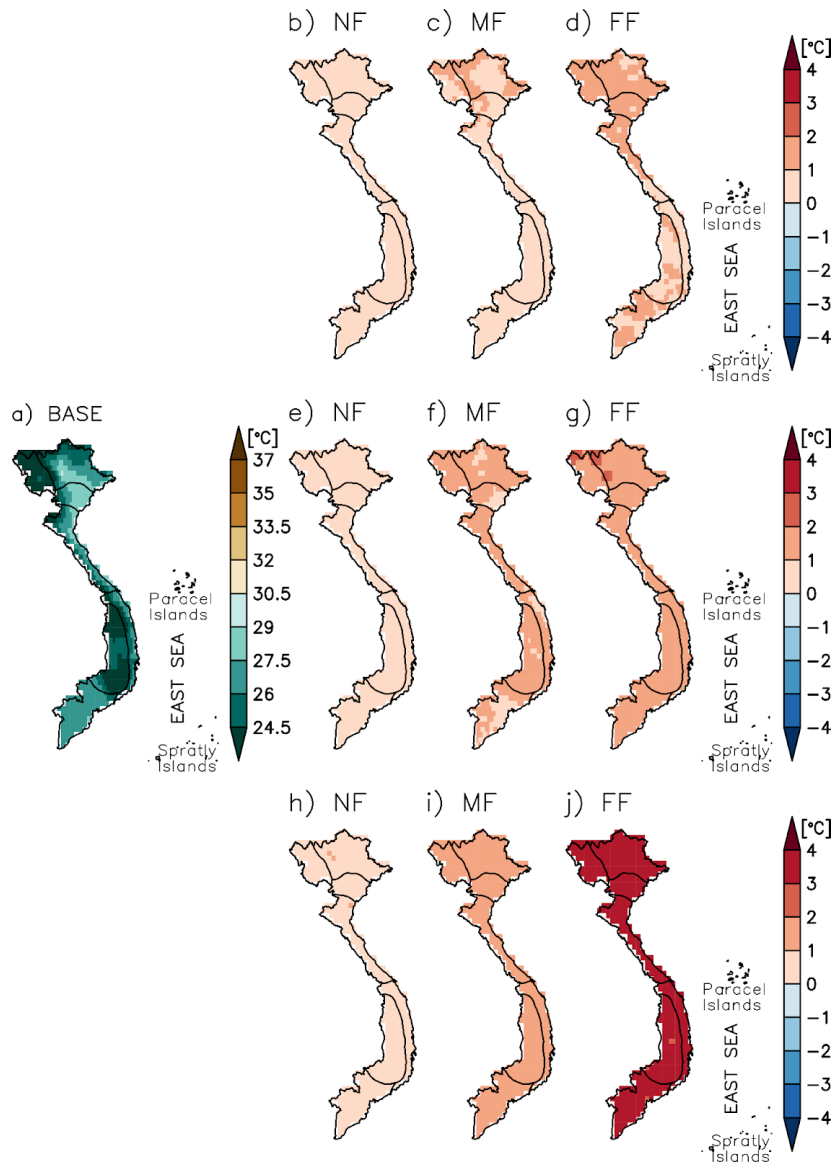 b) NF
c) MF
d) FF
[°C]
4
3
2
1
0
−1
−2
−3
−4
Paracel
Islands
EAST SEA
Spratly
Islands
a) BASE
[°C]
37
35
33.5
32
30.5
29
27.5
26
24.5
Paracel
Islands
EAST SEA
Spratly
Islands
e) NF
f) MF
g) FF
[°C]
4
3
2
1
0
−1
−2
−3
−4
Paracel
Islands
EAST SEA
Spratly
Islands
h) NF
i) MF
j) FF
[°C]
4
3
2
1
0
−1
−2
−3
−4
Paracel
Islands
EAST SEA
Spratly
Islands